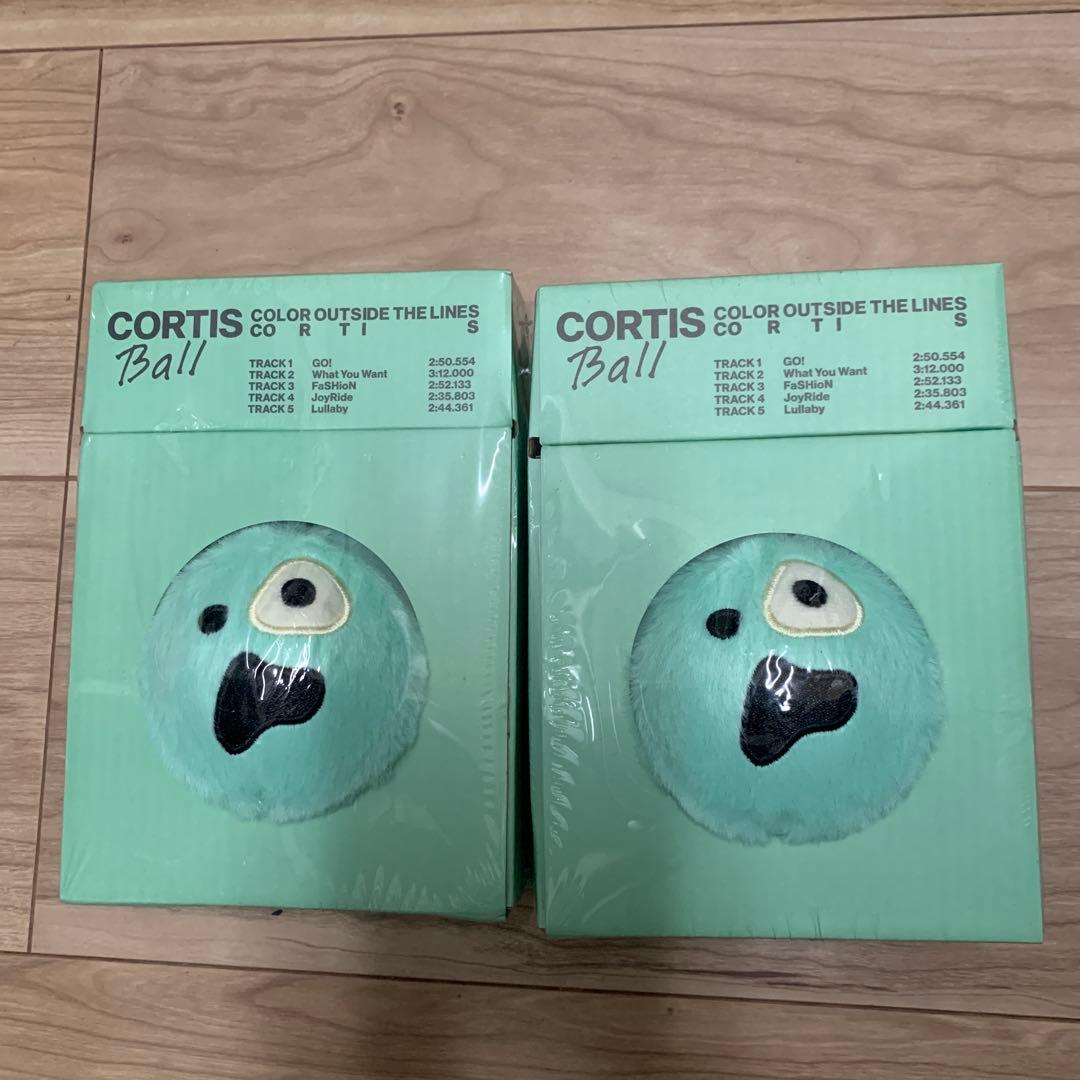 CORTIS COLOR OUTSIDE THE LINES
CO R TI S
Ball
TRACK 1 GO! 2:50.554
TRACK 2 What You Want 3:12.000
TRACK 3 FaSHioN 2:52.133
TRACK 4 JoyRide 2:35.803
TRACK 5 Lullaby 2:44.361
CORTIS COLOR OUTSIDE THE LINES
CO R TI S
Ball
TRACK 1 GO! 2:50.554
TRACK 2 What You Want 3:12.000
TRACK 3 FaSHioN 2:52.133
TRACK 4 JoyRide 2:35.803
TRACK 5 Lullaby 2:44.361